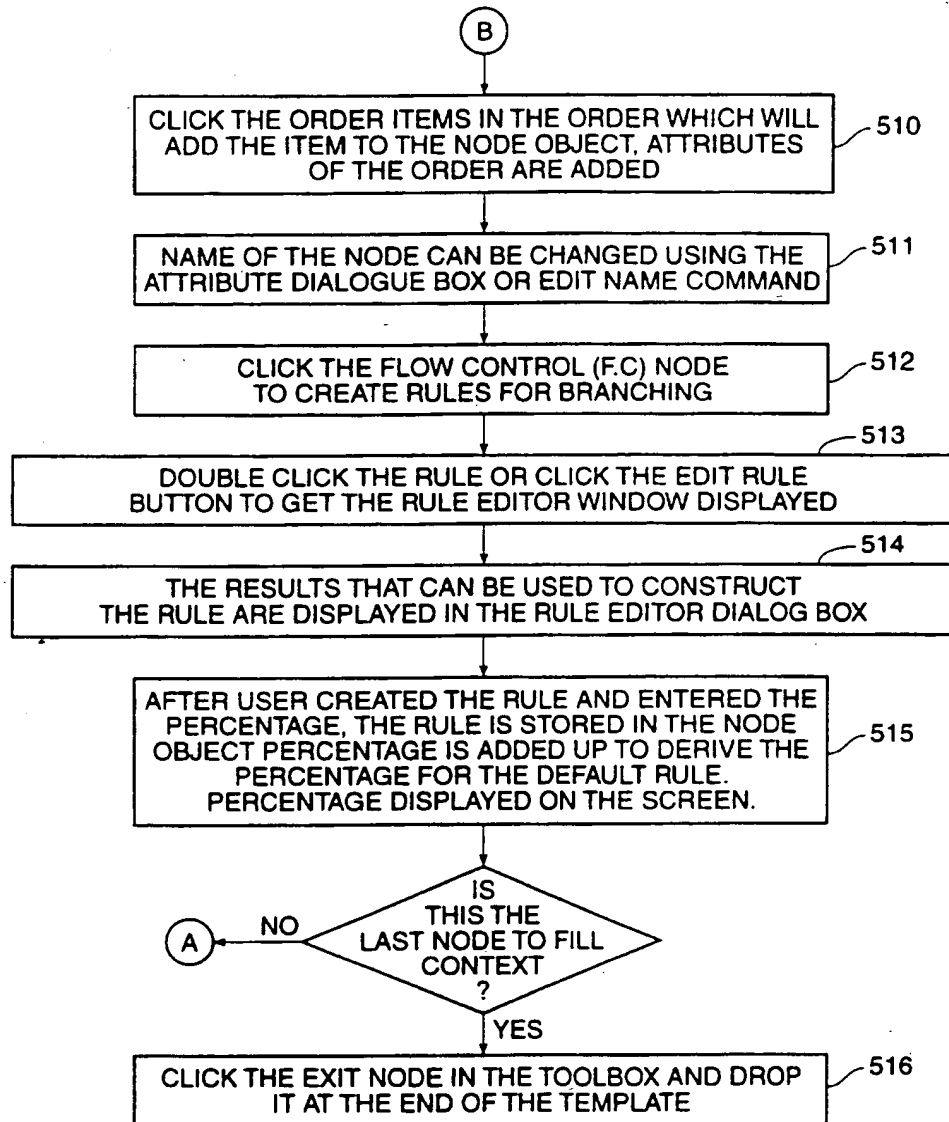 B
CLICK THE ORDER ITEMS IN THE ORDER WHICH WILL
ADD THE ITEM TO THE NODE OBJECT, ATTRIBUTES
OF THE ORDER ARE ADDED
510
NAME OF THE NODE CAN BE CHANGED USING THE
ATTRIBUTE DIALOGUE BOX OR EDIT NAME COMMAND
511
CLICK THE FLOW CONTROL (F.C) NODE
TO CREATE RULES FOR BRANCHING
512
513
DOUBLE CLICK THE RULE OR CLICK THE EDIT RULE
BUTTON TO GET THE RULE EDITOR WINDOW DISPLAYED
514
THE RESULTS THAT CAN BE USED TO CONSTRUCT
THE RULE ARE DISPLAYED IN THE RULE EDITOR DIALOG BOX
AFTER USER CREATED THE RULE AND ENTERED THE
PERCENTAGE, THE RULE IS STORED IN THE NODE
OBJECT PERCENTAGE IS ADDED UP TO DERIVE THE
PERCENTAGE FOR THE DEFAULT RULE.
PERCENTAGE DISPLAYED ON THE SCREEN.
515
IS
THIS THE
LAST NODE TO FILL
CONTEXT
?
NO
A
YES
CLICK THE EXIT NODE IN THE TOOLBOX AND DROP
IT AT THE END OF THE TEMPLATE
516